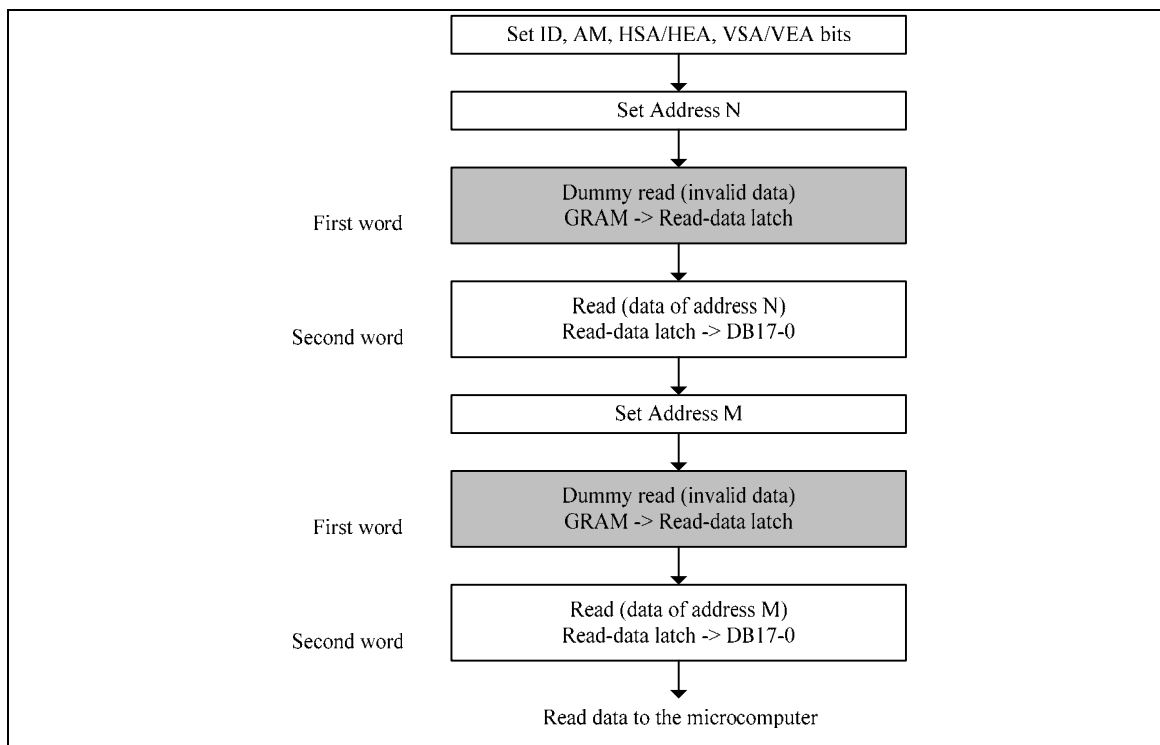 Set ID, AM, HSA/HEA, VSA/VEA bits
Set Address N
Dummy read (invalid data)
GRAM -> Read-data latch
First word
Read (data of address N)
Read-data latch -> DB17-0
Second word
Set Address M
Dummy read (invalid data)
GRAM -> Read-data latch
First word
Read (data of address M)
Read-data latch -> DB17-0
Second word
Read data to the microcomputer